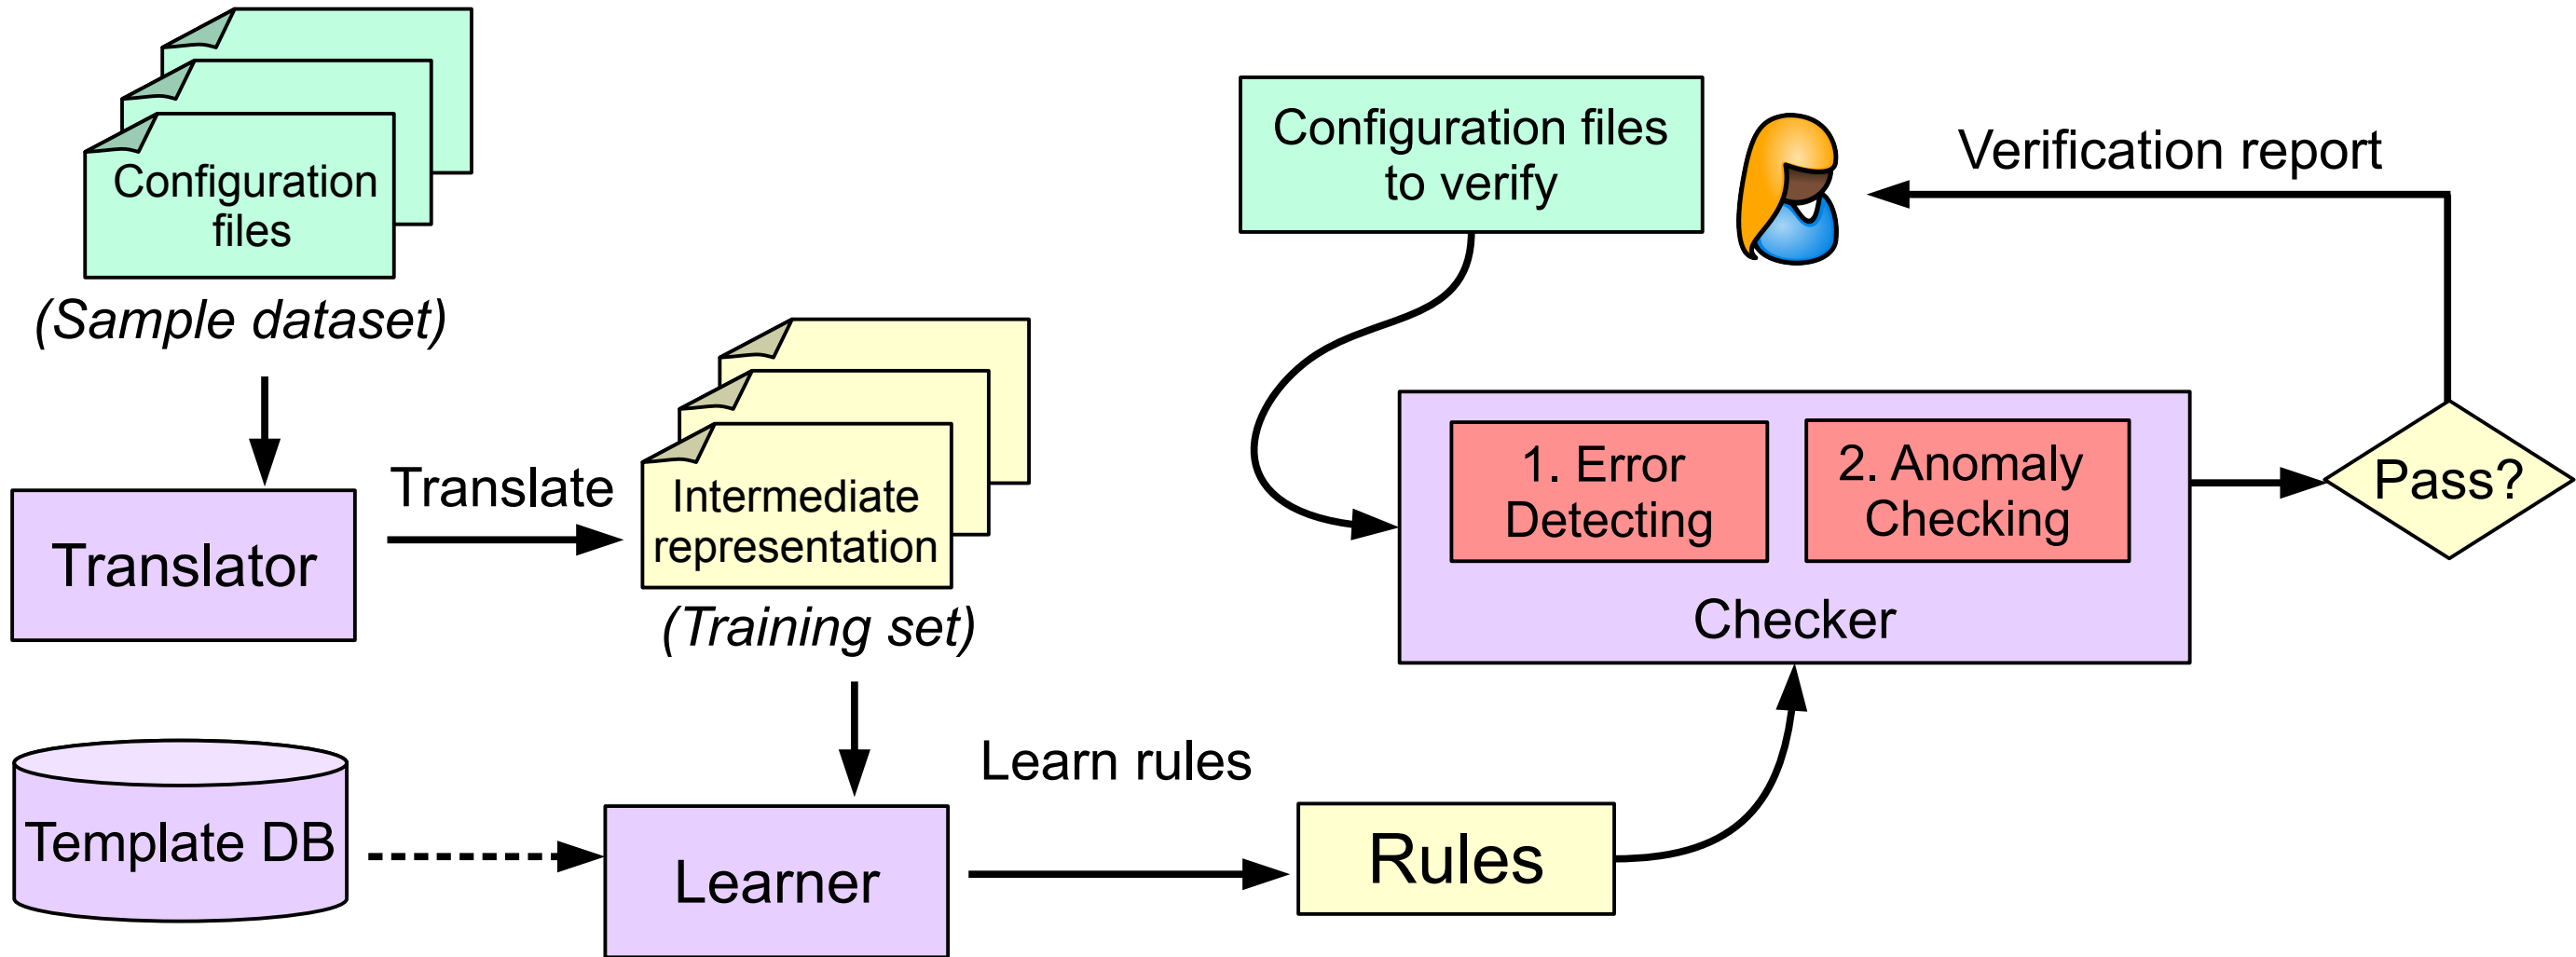 Configuration
files
(Sample dataset)
Translator
Translate
Intermediate
representation
(Training set)
Template DB
Learner
Learn rules
Rules
Configuration files
to verify
1. Error
Detecting
2. Anomaly
Checking
Checker
Pass?
Verification report